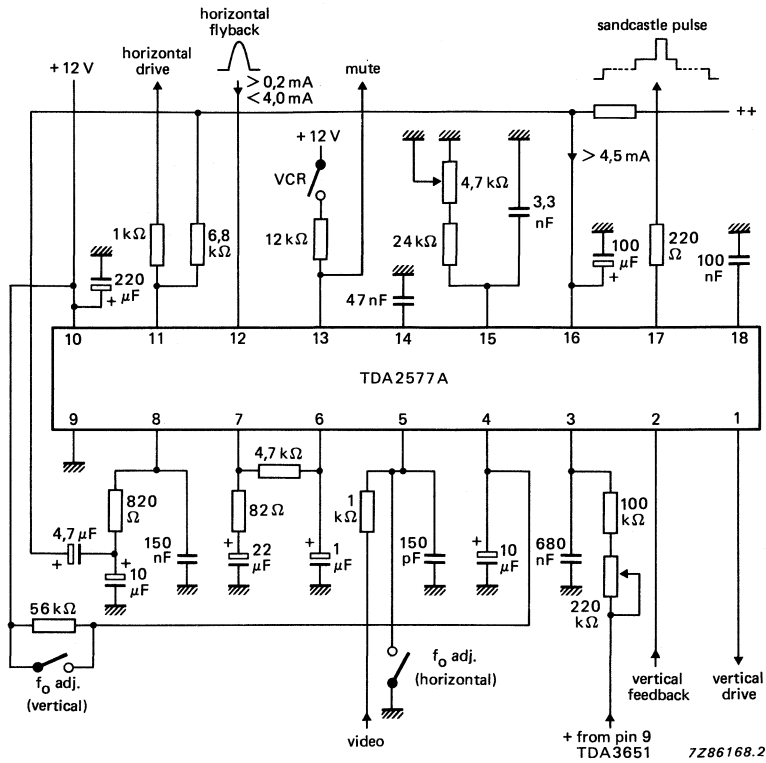 horizontal
flyback
horizontal
drive
+ 12 V
> 0,2 mA
< 4,0 mA
mute
sandcastle pulse
++
+ 12 V
VCR
4,7 kΩ
> 4,5 mA
3,3
nF
1 kΩ
6,8
kΩ
12 kΩ
24 kΩ
100
µF
+
220
Ω
100
nF
220
µF
+
47 nF
10
11
12
13
14
15
16
17
18
TDA2577A
9
8
7
6
5
4
3
2
1
4,7 kΩ
820
Ω
82 Ω
1
kΩ
100
kΩ
4,7 µF
+
+
10
µF
150
nF
+
22
µF
+
1
µF
150
pF
+
10
µF
680
nF
220
kΩ
56 kΩ
fo adj.
(vertical)
fo adj.
(horizontal)
vertical
feedback
vertical
drive
video
+ from pin 9
TDA3651
7Z86168.2